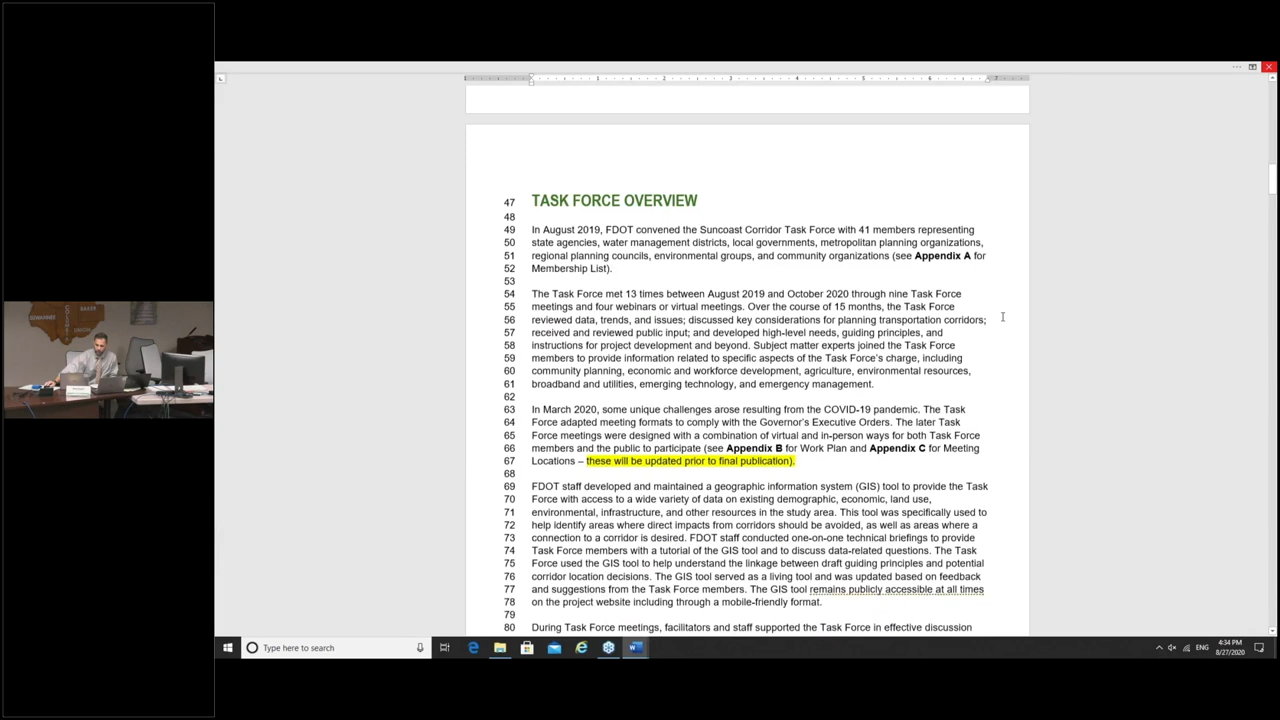 47 TASK FORCE OVERVIEW
48
49 In August 2019, FDOT convened the Suncoast Corridor Task Force with 41 members representing
50 state agencies, water management districts, local governments, metropolitan planning organizations,
51 regional planning councils, environmental groups, and community organizations (see Appendix A for
52 Membership List).
53
54 The Task Force met 13 times between August 2019 and October 2020 through nine Task Force
55 meetings and four webinars or virtual meetings. Over the course of 15 months, the Task Force
56 reviewed data, trends, and issues; discussed key considerations for planning transportation corridors;
57 received and reviewed public input; and developed high-level needs, guiding principles, and
58 instructions for project development and beyond. Subject matter experts joined the Task Force
59 members to provide information related to specific aspects of the Task Force's charge, including
60 community planning, economic and workforce development, agriculture, environmental resources,
61 broadband and utilities, emerging technology, and emergency management.
62
63 In March 2020, some unique challenges arose resulting from the COVID-19 pandemic. The Task
64 Force adapted meeting formats to comply with the Governor's Executive Orders. The later Task
65 Force meetings were designed with a combination of virtual and in-person ways for both Task Force
66 members and the public to participate (see Appendix B for Work Plan and Appendix C for Meeting
67 Locations – these will be updated prior to final publication).
68
69 FDOT staff developed and maintained a geographic information system (GIS) tool to provide the Task
70 Force with access to a wide variety of data on existing demographic, economic, land use,
71 environmental, infrastructure, and other resources in the study area. This tool was specifically used to
72 help identify areas where direct impacts from corridors should be avoided, as well as areas where a
73 connection to a corridor is desired. FDOT staff conducted one-on-one technical briefings to provide
74 Task Force members with a tutorial of the GIS tool and to discuss data-related questions. The Task
75 Force used the GIS tool to help understand the linkage between draft guiding principles and potential
76 corridor location decisions. The GIS tool served as a living tool and was updated based on feedback
77 and suggestions from the Task Force members. The GIS tool remains publicly accessible at all times
78 on the project website including through a mobile-friendly format.
79
80 During Task Force meetings, facilitators and staff supported the Task Force in effective discussion
Type here to search
ENG
4:34 PM
8/27/2020